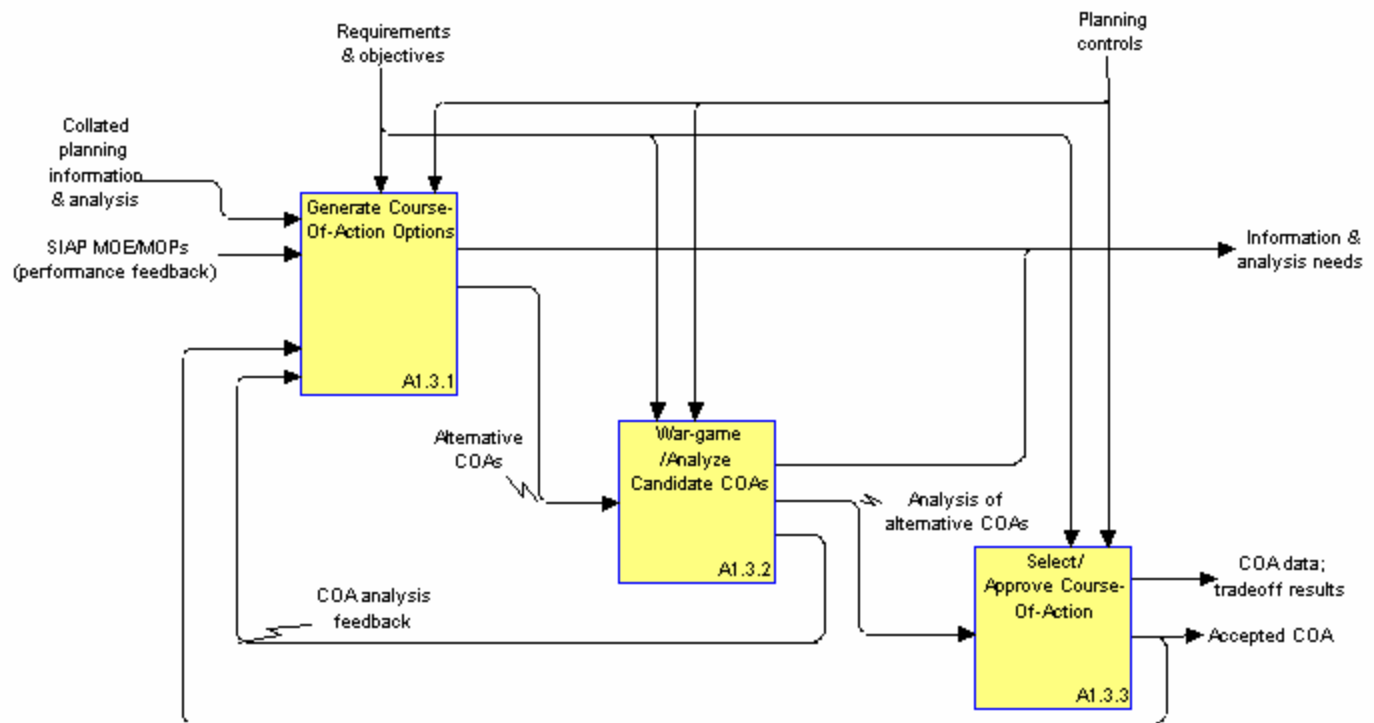 Requirements
& objectives
Planning
controls
Collated
planning
information
& analysis
SIAP MOE/MOPs
(performance feedback)
Generate Course-
Of-Action Options
A1.3.1
Information &
analysis needs
Alternative
COAs
War-game
/Analyze
Candidate COAs
A1.3.2
Analysis of
alternative COAs
COA analysis
feedback
Select/
Approve Course-
Of-Action
A1.3.3
COA data;
tradeoff results
Accepted COA